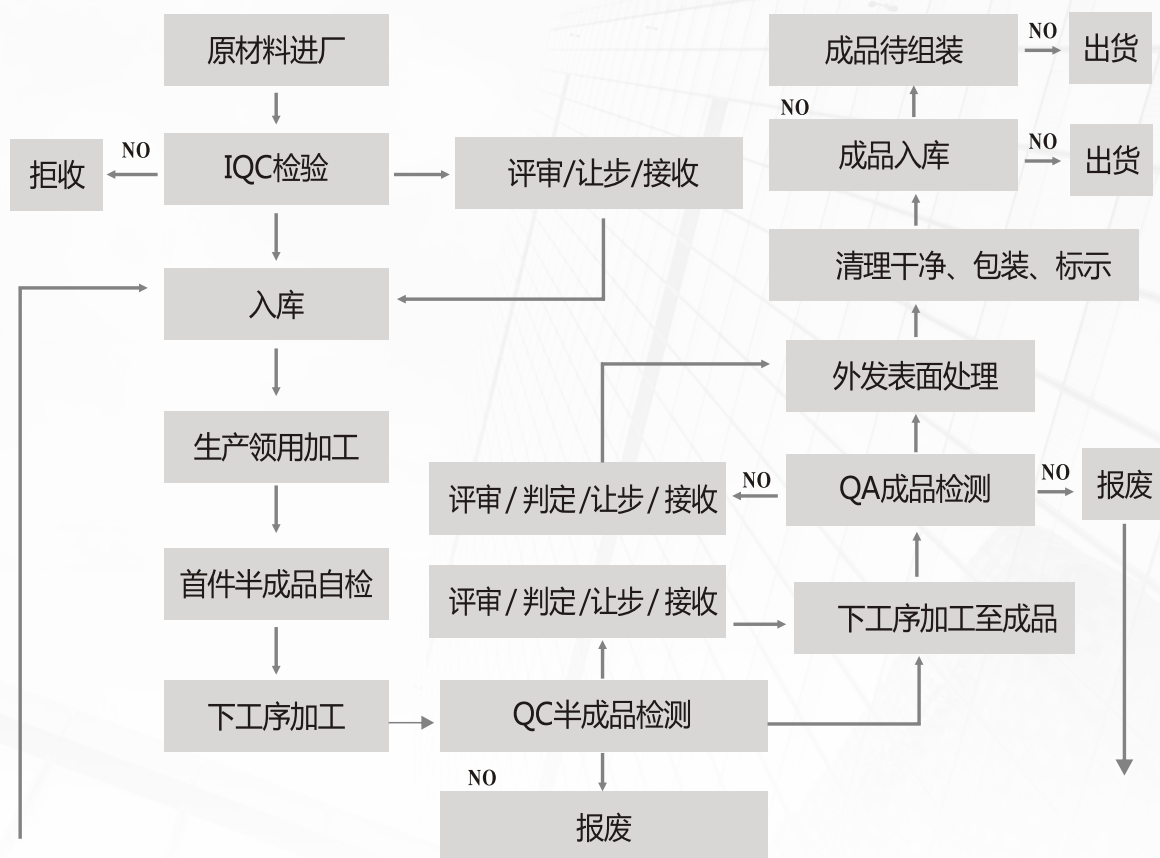 原材料进厂
IQC检验
NO
拒收
评审/让步/接收
入库
生产领用加工
首件半成品自检
下工序加工
QC半成品检测
NO
报废
评审/判定/让步/接收
下工序加工至成品
QA成品检测
NO
评审/判定/让步/接收
NO
报废
外发表面处理
清理干净、包装、标示
成品入库
NO
出货
NO
成品待组装
NO
出货